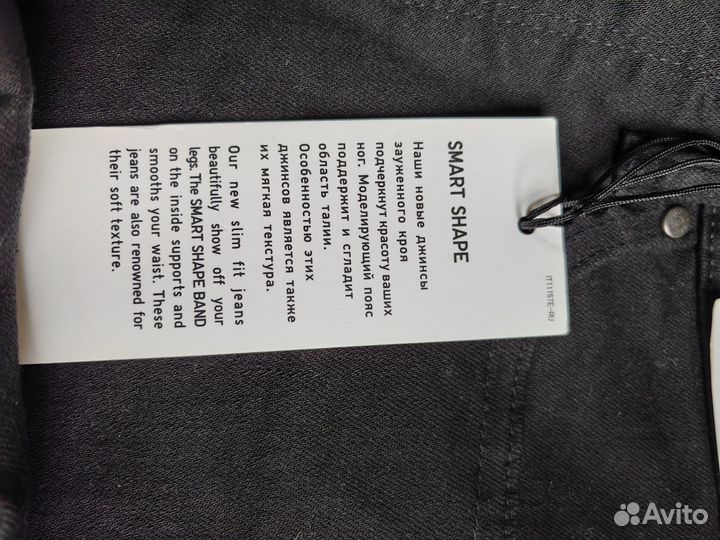 SMART SHAPE
Наши новые джинсы
зауженного кроя
подчеркнут красоту ваших
ног. Моделирующий пояс
поддержит и сгладит
область талии.
Особенностью этих
джинсов является также
их мягкая текстура.
Our new slim fit jeans
beautifully show off your
legs. The SMART SHAPE BAND
on the inside supports and
smooths your waist. These
jeans are also renowned for
their soft texture.
IT1115TE-RU
Avito